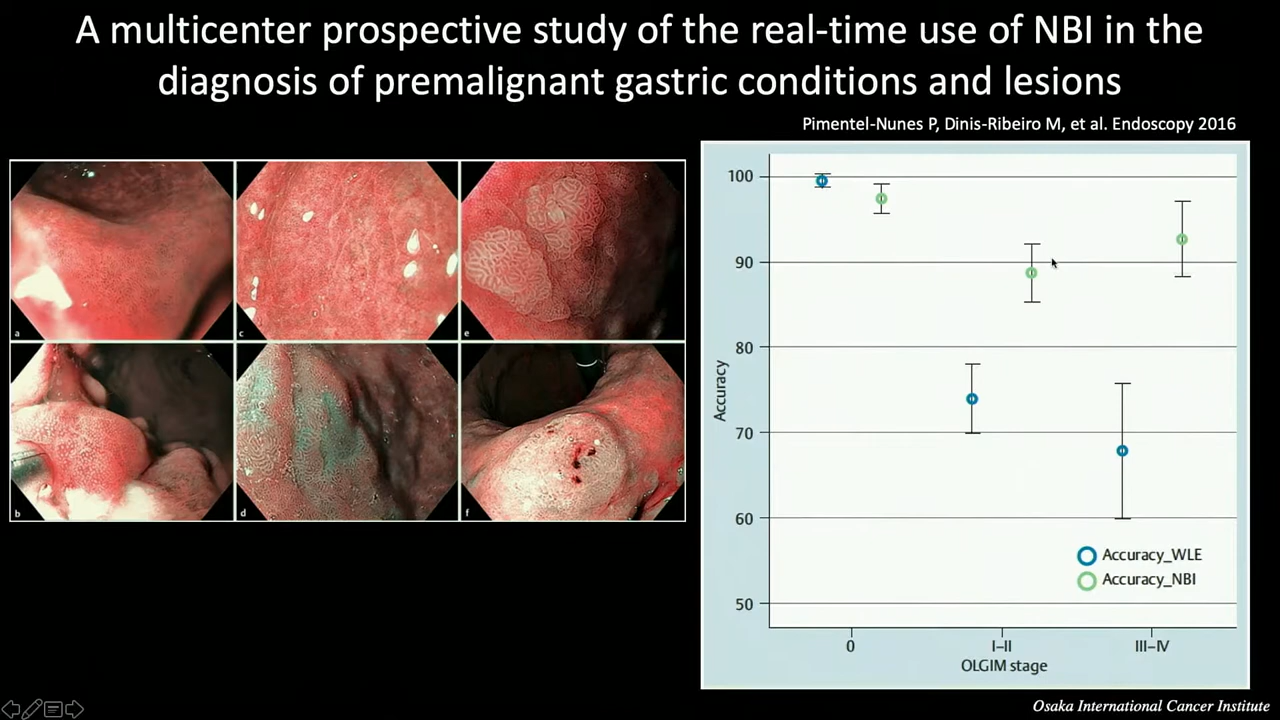 A multicenter prospective study of the real-time use of NBI in the
diagnosis of premalignant gastric conditions and lesions
Pimentel-Nunes P, Dinis-Ribeiro M, et al. Endoscopy 2016
a
c
e
b
d
f
100
90
80
70
60
50
Accuracy
Accuracy_WLE
Accuracy_NBI
0
I–II
III–IV
OLGIM stage
Osaka International Cancer Institute